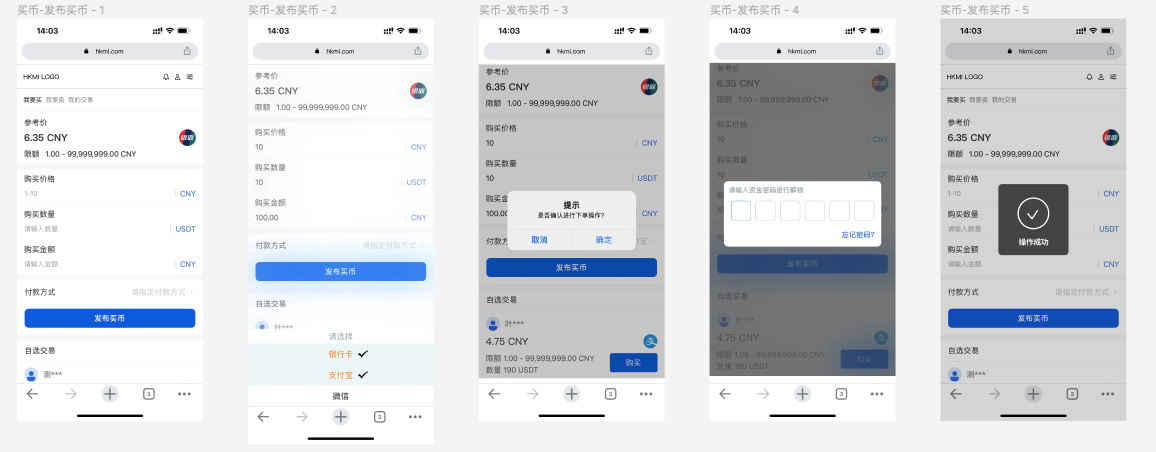 买币-发布买币 - 1
14:03
hkmi.com
HKMI LOGO
我要买 我要卖 我的交易
参考价
6.35 CNY
银联
限额 1.00 - 99,999,999.00 CNY
购买价格
1-10 CNY
购买数量
请输入数量 USDT
购买金额
请输入金额 CNY
付款方式 请指定付款方式
发布买币
自选交易
测***
3
买币-发布买币 - 2
14:03
hkmi.com
参考价
6.35 CNY
银联
限额 1.00 - 99,999,999.00 CNY
购买价格
10 CNY
购买数量
10 USDT
购买金额
100.00 CNY
付款方式 请指定付款方式
发布买币
自选交易
叶***
请选择
银行卡
支付宝
微信
3
买币-发布买币 - 3
14:03
hkmi.com
参考价
6.35 CNY
银联
限额 1.00 - 99,999,999.00 CNY
购买价格
10 CNY
购买数量
10 USDT
购买金
100.00 CNY
提示
是否确认进行下单操作?
取消 确定
付款方 宝
发布买币
自选交易
叶***
4.75 CNY
支
限额 1.00 - 99,999,999.00 CNY
数量 190 USDT
购买
3
买币-发布买币 - 4
14:03
hkmi.com
参考价
6.35 CNY
银联
限额 1.00 - 99,999,999.00 CNY
购买价格
10 CNY
购买数量
请输入资金密码进行解锁
忘记密码?
发布买币
自选交易
叶***
4.75 CNY
限额 1.00 - 99,999,999.00 CNY
数量 190 USDT
购买
3
买币-发布买币 - 5
14:03
hkmi.com
HKMI LOGO
我要买 我要卖 我的交易
参考价
6.35 CNY
银联
限额 1.00 - 99,999,999.00 CNY
购买价格
1-10 CNY
购买数量
请输入数量 USDT
购买金额
请输入金额 CNY
操作成功
付款方式 请指定付款方式
发布买币
自选交易
测***
3